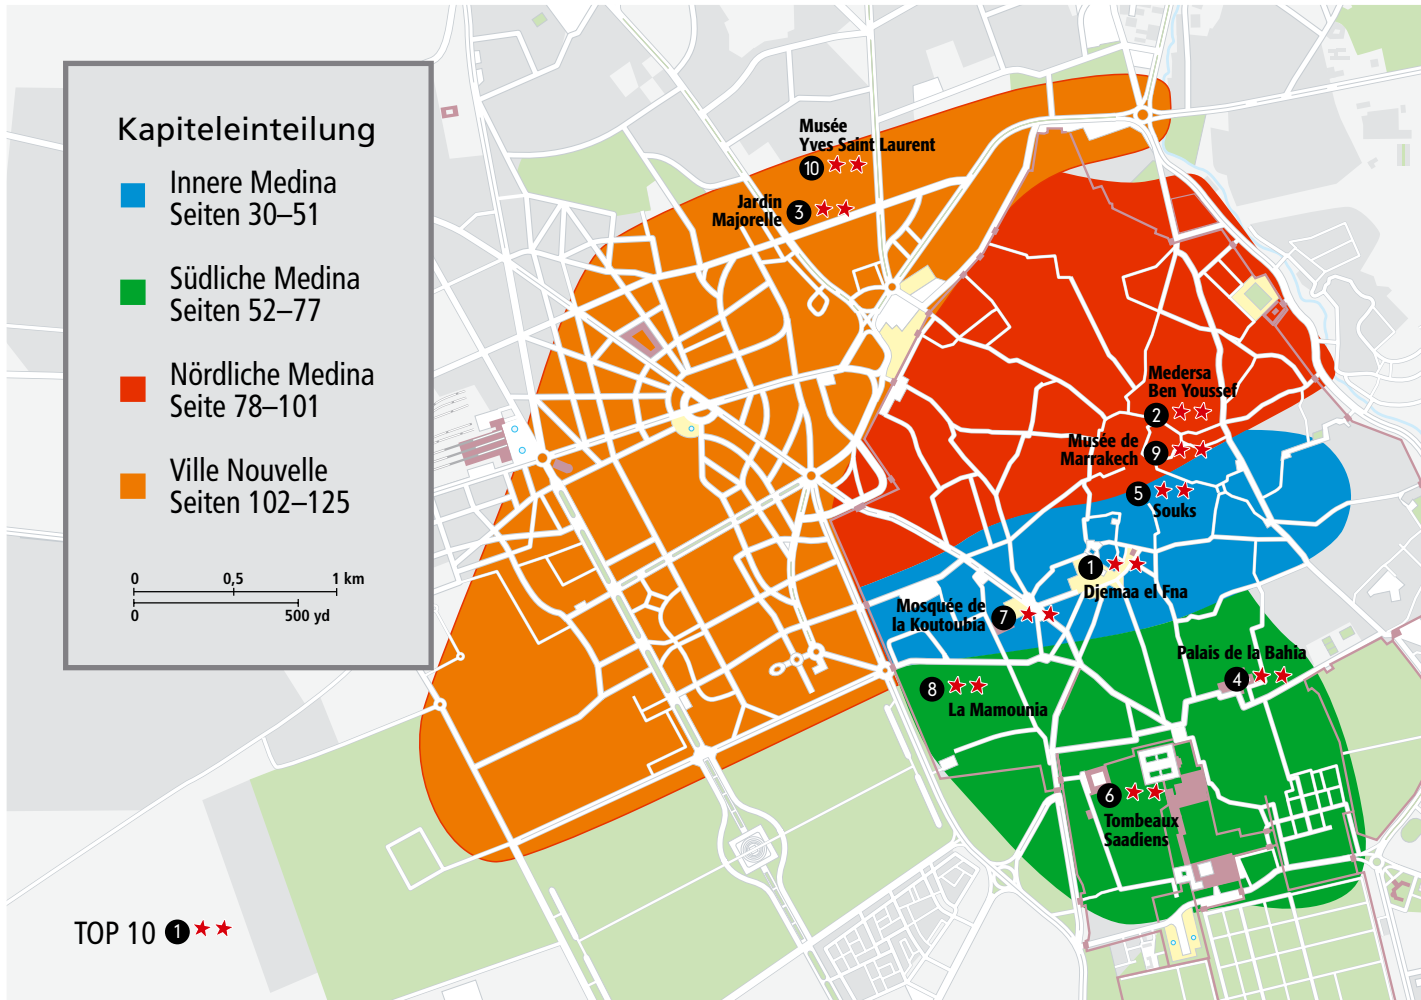 Kapiteleinteilung
Innere Medina
Seiten 30–51
Südliche Medina
Seiten 52–77
Nördliche Medina
Seite 78–101
Ville Nouvelle
Seiten 102–125
0 0,5 1 km
0 500 yd
TOP 10 1
Musée
Yves Saint Laurent
10
Jardin
Majorelle
3
Medersa
Ben Youssef
2
Musée de
Marrakech
9
5
Souks
1
Djemaa el Fna
Mosquée de
la Koutoubia
7
Palais de la Bahia
4
8
La Mamounia
6
Tombeaux
Saadiens